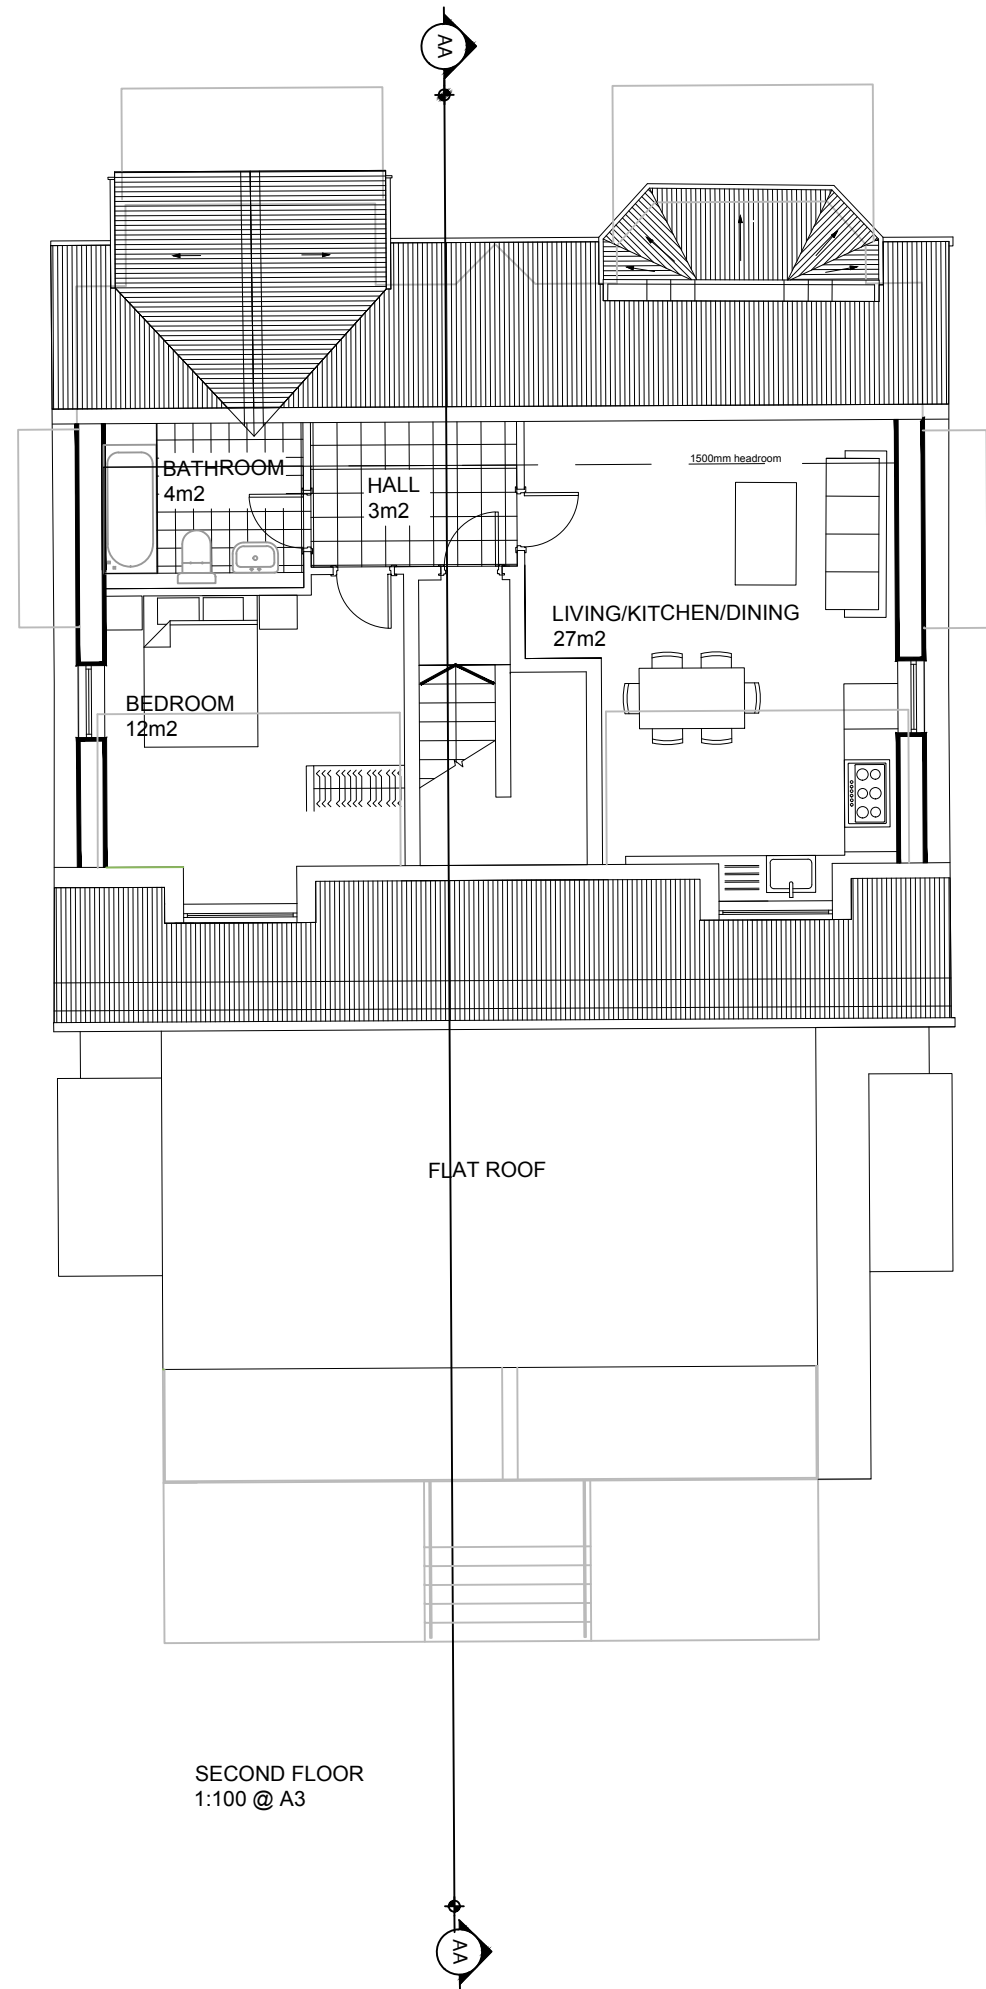 AA
BATHROOM
4m2
HALL
3m2
1500mm headroom
LIVING/KITCHEN/DINING
27m2
BEDROOM
12m2
FLAT ROOF
SECOND FLOOR
1:100 @ A3
AA